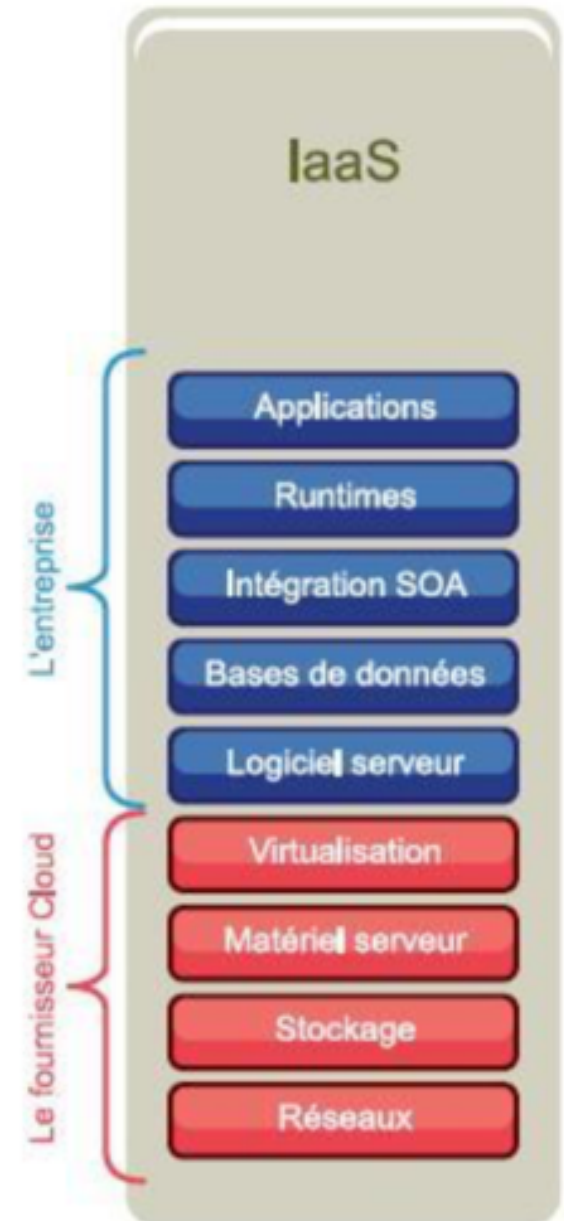 IaaS
L'entreprise
Applications
Runtimes
Intégration SOA
Bases de données
Logiciel serveur
Le fournisseur Cloud
Virtualisation
Matériel serveur
Stockage
Réseaux